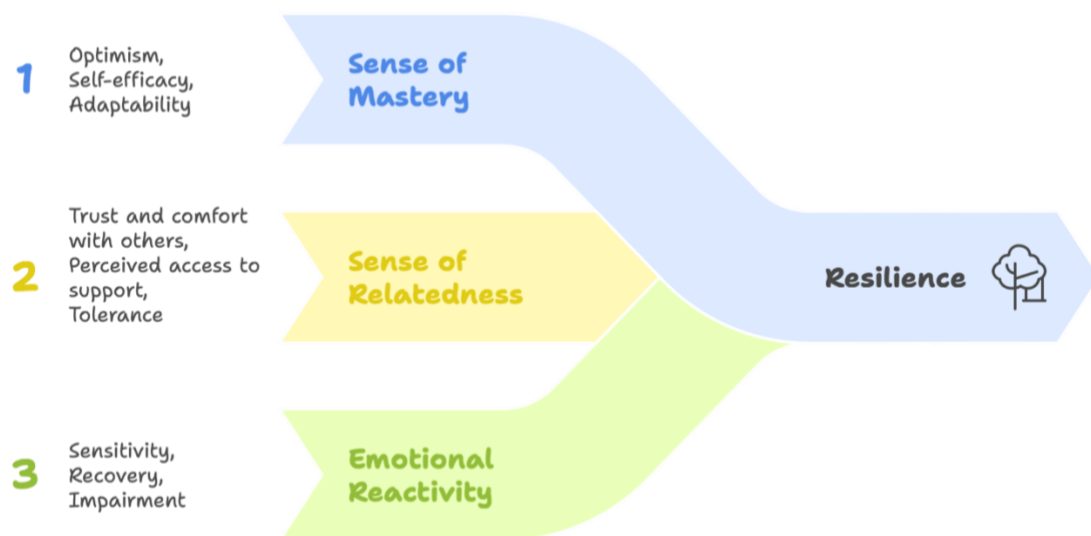 1
Optimism,
Self-efficacy,
Adaptability
Sense of
Mastery
2
Trust and comfort
with others,
Perceived access to
support,
Tolerance
Sense of
Relatedness
Resilience
3
Sensitivity,
Recovery,
Impairment
Emotional
Reactivity